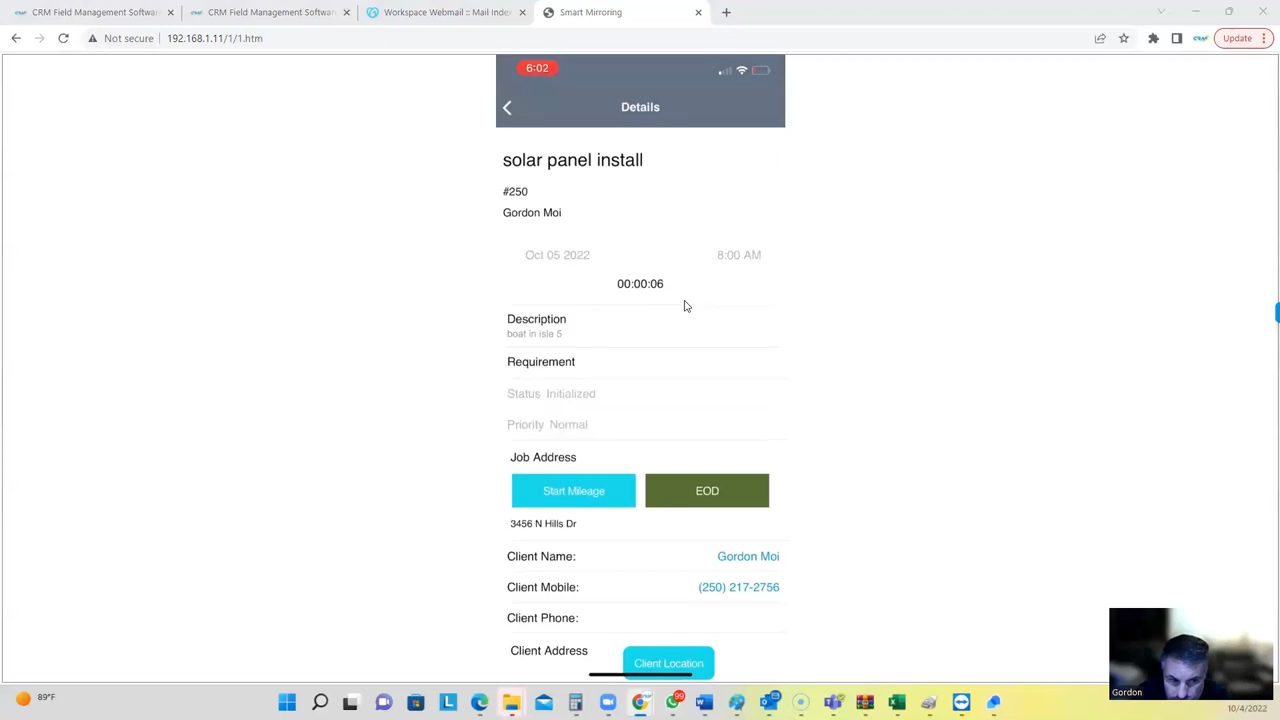 CRM Field Management Softwar
CRM Field Management Softwar
Workspace Webmail :: Mail Index
Smart Mirroring
Not secure
192.168.1.11/1/1.htm
Update
6:02
Details
solar panel install
#250
Gordon Moi
Oct 05 2022
8:00 AM
00:00:06
Description
boat in isle 5
Requirement
Status Initialized
Priority Normal
Job Address
Start Mileage
EOD
3456 N Hills Dr
Client Name:
Gordon Moi
Client Mobile:
(250) 217-2756
Client Phone:
Client Address
Client Location
Gordon
89°F
99
10/4/2022